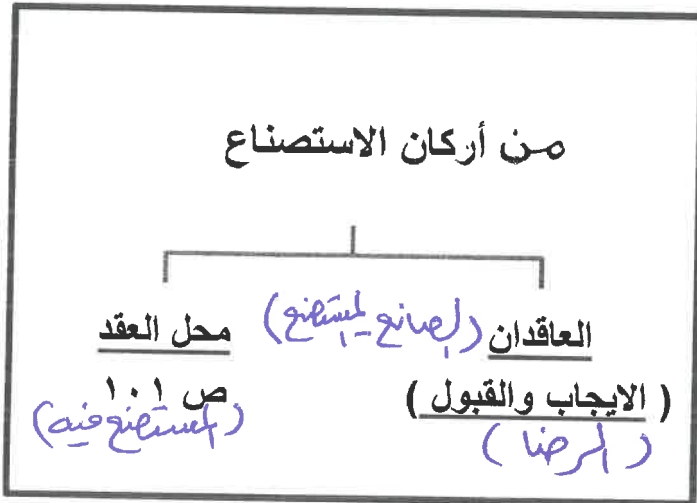 من أركان الاستصناع
العاقدان (الصانع المستصنع) محل العقد
( الايجاب والقبول ) ص ١٠١
(الرضا) (المستصنع فيه)